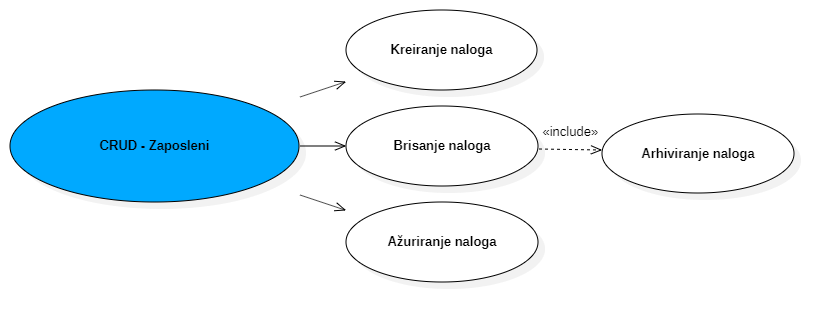 Kreiranje naloga
CRUD - Zaposleni
Brisanje naloga
«include»
Arhiviranje naloga
Ažuriranje naloga